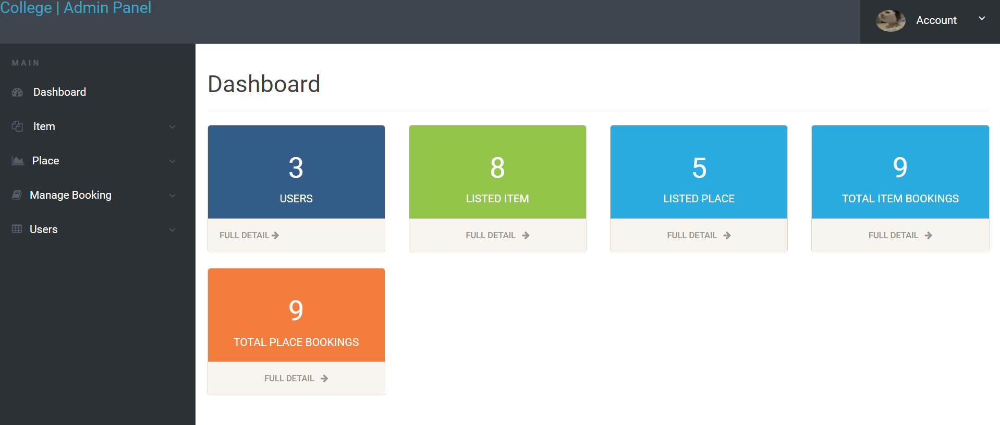 College | Admin Panel
Account
MAIN
Dashboard
Item
Place
Manage Booking
Users
Dashboard
3
USERS
FULL DETAIL
8
LISTED ITEM
FULL DETAIL
5
LISTED PLACE
FULL DETAIL
9
TOTAL ITEM BOOKINGS
FULL DETAIL
9
TOTAL PLACE BOOKINGS
FULL DETAIL